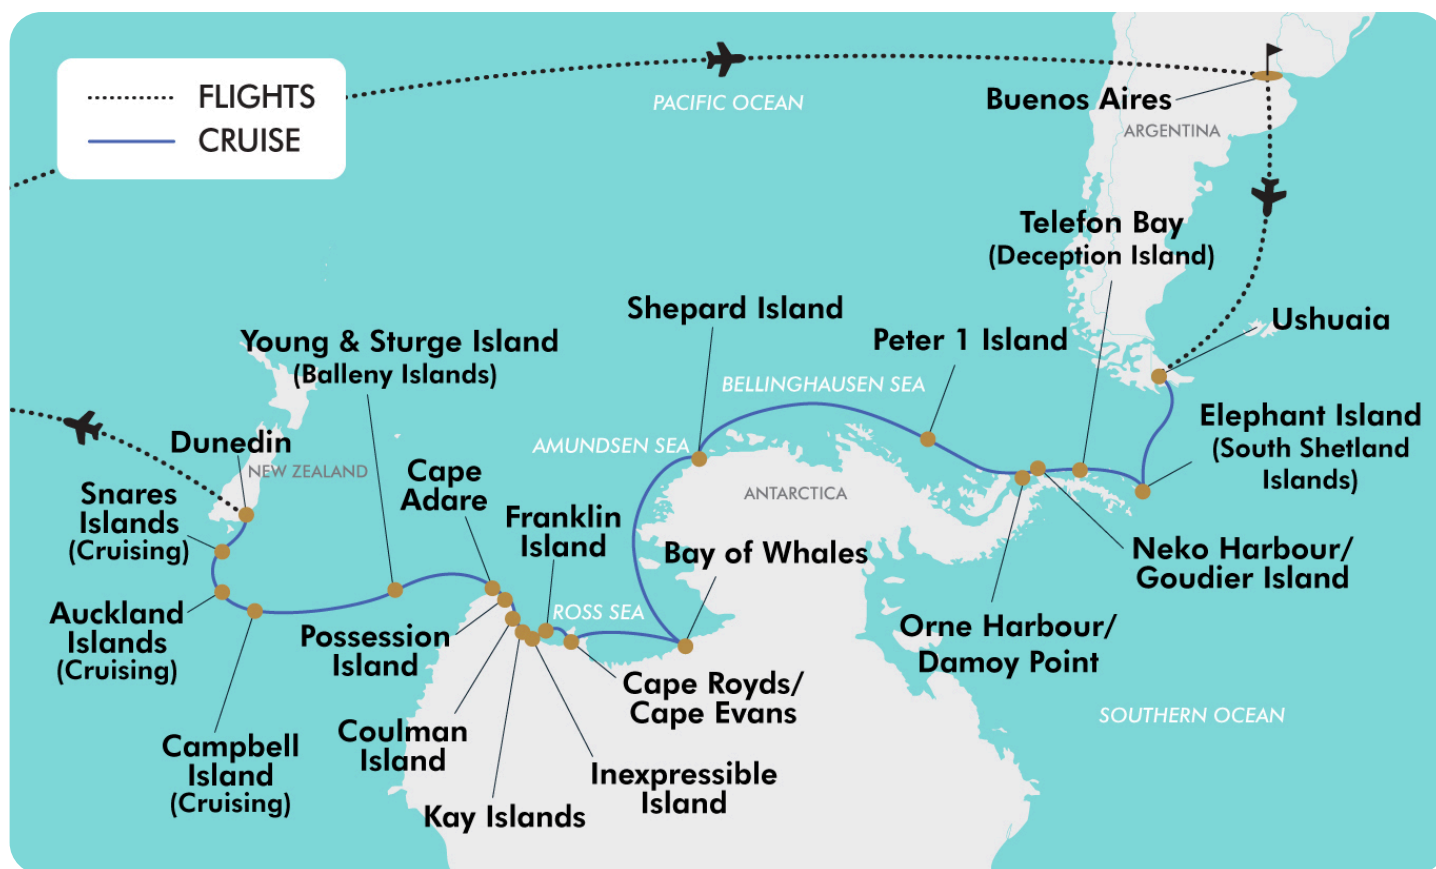 FLIGHTS
CRUISE
PACIFIC OCEAN
Buenos Aires
ARGENTINA
Telefon Bay
(Deception Island)
Shepard Island
Ushuaia
Young & Sturge Island
(Balleny Islands)
Peter 1 Island
BELLINGHAUSEN SEA
Elephant Island
(South Shetland
Islands)
Dunedin
NEW ZEALAND
AMUNDSEN SEA
Cape
Adare
Snares
Islands
(Cruising)
Franklin
Island
ANTARCTICA
Bay of Whales
Neko Harbour/
Goudier Island
Auckland
Islands
(Cruising)
ROSS SEA
Possession
Island
Orne Harbour/
Damoy Point
Cape Royds/
Cape Evans
SOUTHERN OCEAN
Campbell
Island
(Cruising)
Coulman
Island
Inexpressible
Island
Kay Islands